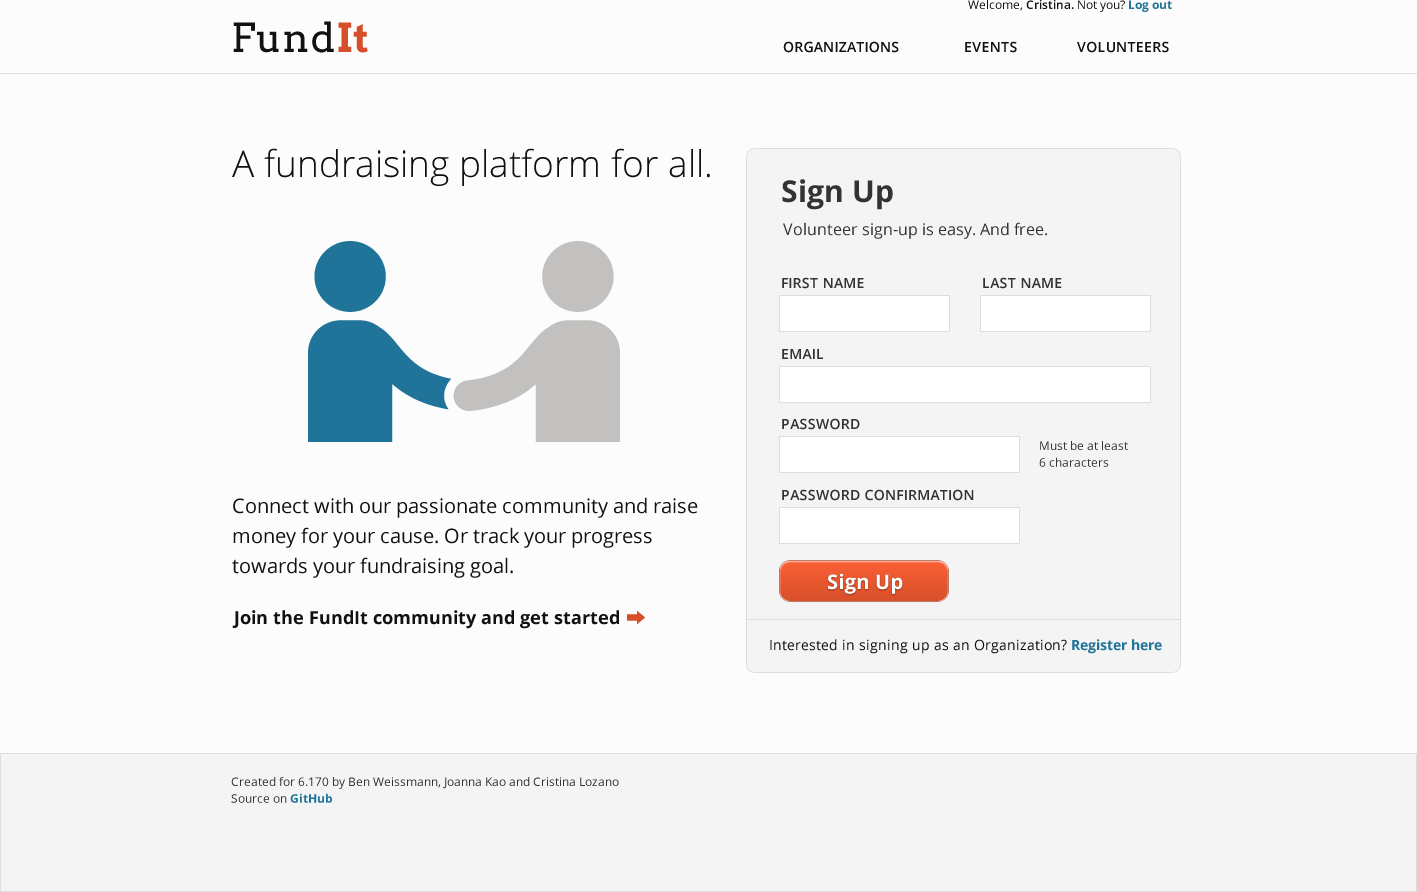 Welcome, Cristina. Not you? Log out
FundIt
ORGANIZATIONS EVENTS VOLUNTEERS
A fundraising platform for all.
Connect with our passionate community and raise
money for your cause. Or track your progress
towards your fundraising goal.
Join the FundIt community and get started
Sign Up
Volunteer sign-up is easy. And free.
FIRST NAME LAST NAME
EMAIL
PASSWORD
Must be at least
6 characters
PASSWORD CONFIRMATION
Sign Up
Interested in signing up as an Organization? Register here
Created for 6.170 by Ben Weissmann, Joanna Kao and Cristina Lozano
Source on GitHub